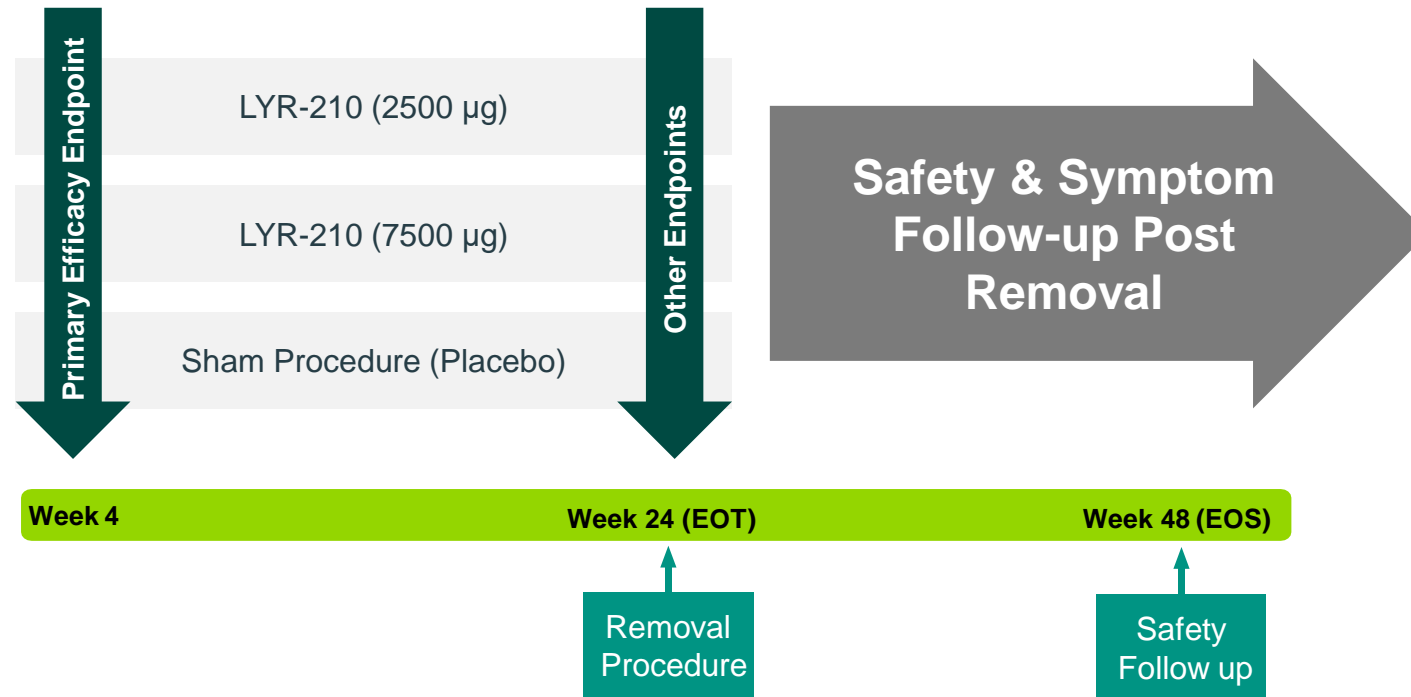 Primary Efficacy Endpoint
LYR-210 (2500 µg)
LYR-210 (7500 µg)
Sham Procedure (Placebo)
Other Endpoints
Safety & Symptom
Follow-up Post
Removal
Week 4
Week 24 (EOT)
Week 48 (EOS)
Removal
Procedure
Safety
Follow up